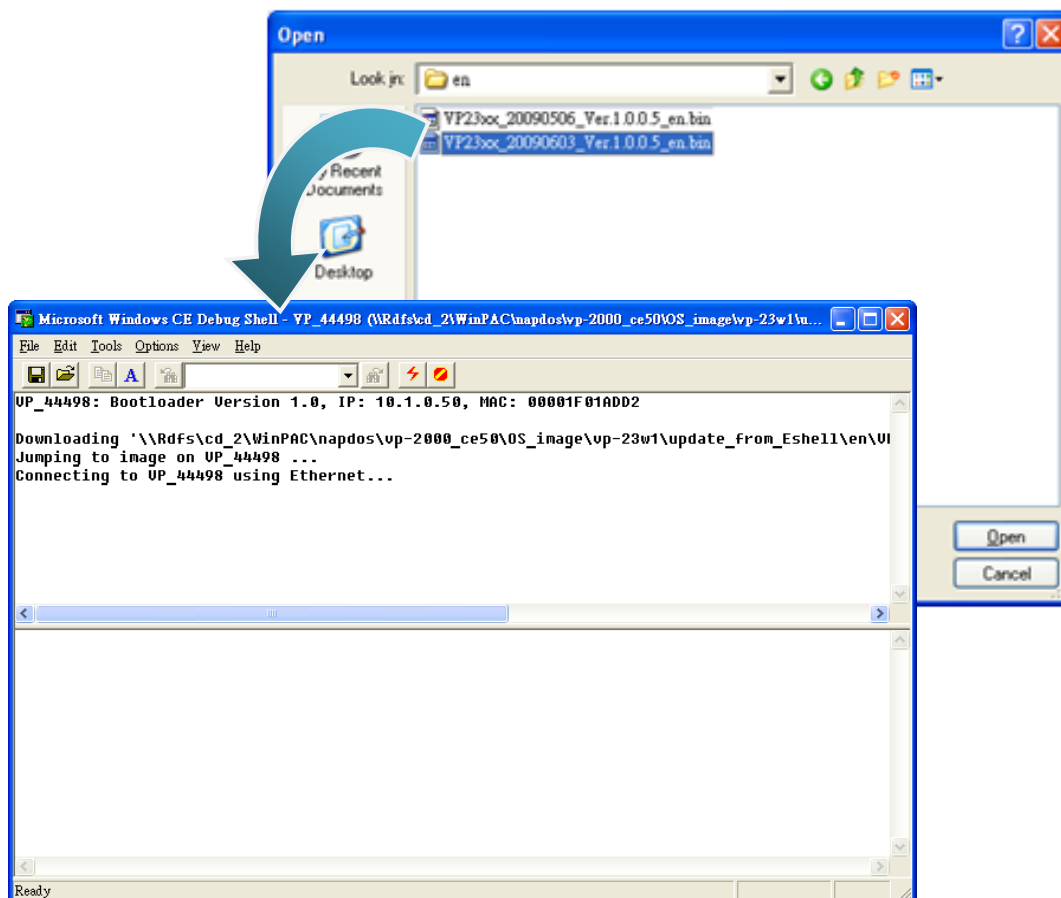 Open
Look in:
en
VP23xx_20090506_Ver.1.0.0.5_en.bin
VP23xx_20090603_Ver.1.0.0.5_en.bin
Recent
Documents
Desktop
Microsoft Windows CE Debug Shell - VP_44498 (\\Rdfs\cd_2\WinPAC\napdos\vp-2000_ce50\OS_image\vp-23w1\u...
File Edit Tools Options View Help
A
VP_44498: Bootloader Version 1.0, IP: 10.1.0.50, MAC: 00001F01ADD2
Downloading '\\Rdfs\cd_2\WinPAC\napdos\vp-2000_ce50\OS_image\vp-23w1\update_from_Eshell\en\
Jumping to image on VP_44498 ...
Connecting to VP_44498 using Ethernet...
Open
Cancel
Ready